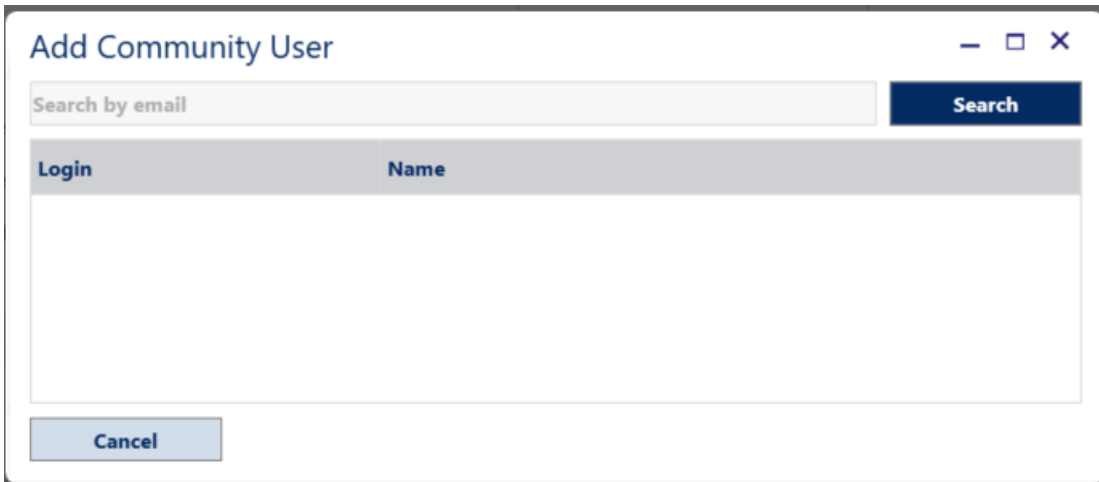 Add Community User
Search by email
Search
Login Name
Cancel